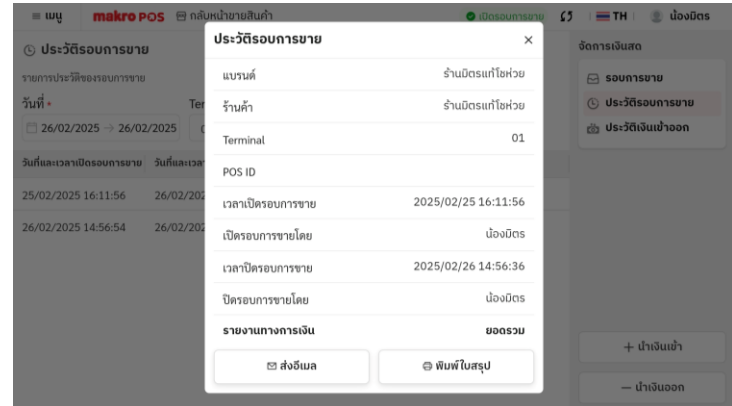 เมนู makro POS กลับหน้าขายสินค้า เปิดรอบการขาย TH น้องมิตร
ประวัติรอบการขาย
รายการประวัติของรอบการขาย
วันที่ • Ter
26/02/2025 → 26/02/2025
วันที่และเวลาเปิดรอบการขาย วันที่และเวลา
25/02/2025 16:11:56 26/02/202
26/02/2025 14:56:54 26/02/202
ประวัติรอบการขาย ×
แบรนด์ ร้านมิตรแท้โชห่วย
ร้านค้า ร้านมิตรแท้โชห่วย
Terminal 01
POS ID
เวลาเปิดรอบการขาย 2025/02/25 16:11:56
เปิดรอบการขายโดย น้องมิตร
เวลาปิดรอบการขาย 2025/02/26 14:56:36
ปิดรอบการขายโดย น้องมิตร
รายงานทางการเงิน ยอดรวม
ส่งอีเมล พิมพ์ใบสรุป
จัดการเงินสด
รอบการขาย
ประวัติรอบการขาย
ประวัติเงินเข้าออก
+ นำเงินเข้า
— นำเงินออก